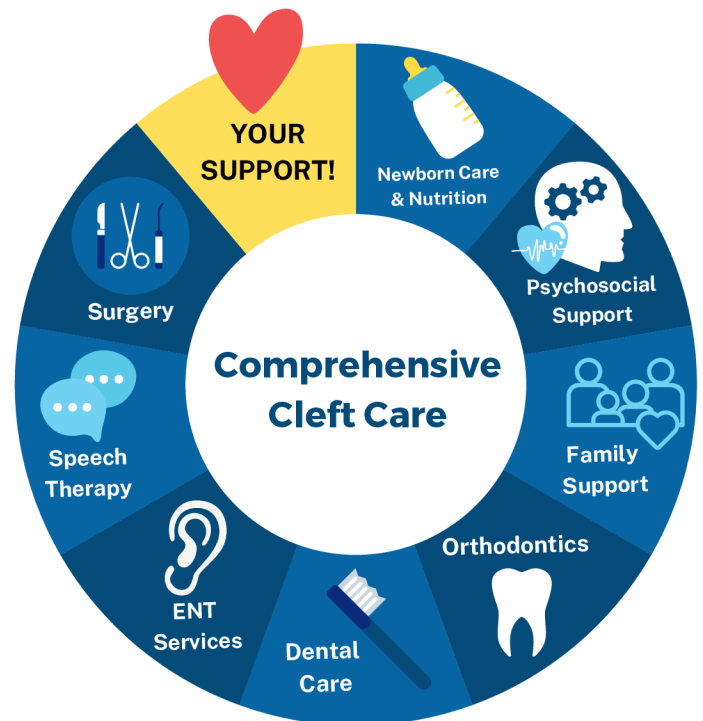 Comprehensive
Cleft Care
YOUR
SUPPORT!
Newborn Care
& Nutrition
Psychosocial
Support
Family
Support
Orthodontics
Dental
Care
ENT
Services
Speech
Therapy
Surgery